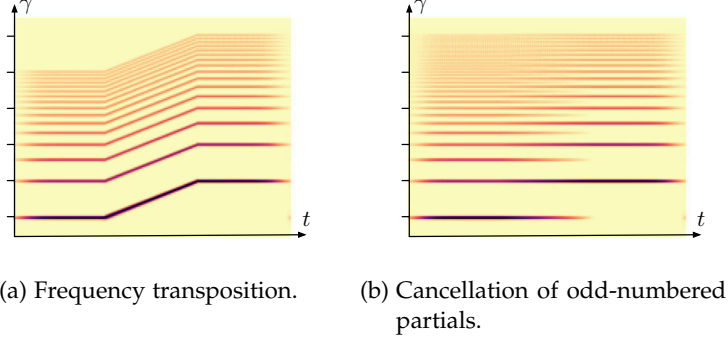 γ
γ
t
t
(a) Frequency transposition.
(b) Cancellation of odd-numbered
partials.